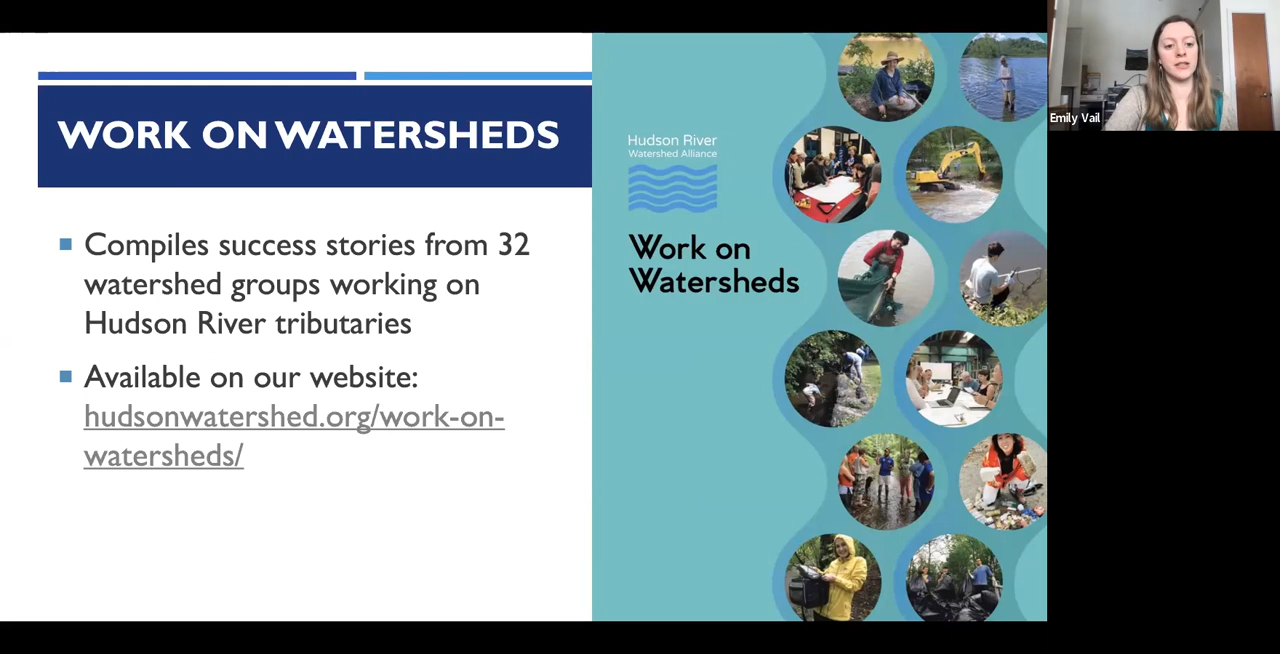 WORK ON WATERSHEDS
Compiles success stories from 32
watershed groups working on
Hudson River tributaries
Available on our website:
hudsonwatershed.org/work-on-
watersheds/
Hudson River
Watershed Alliance
Work on
Watersheds
Emily Vail